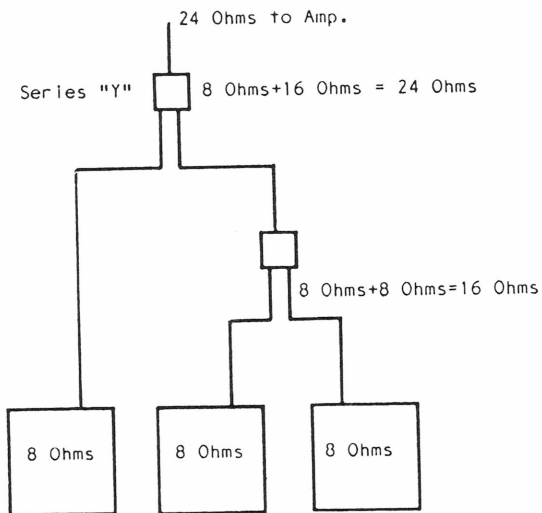 24 Ohms to Amp.
Series "Y"
8 Ohms+16 Ohms = 24 Ohms
8 Ohms+8 Ohms=16 Ohms
8 Ohms
8 Ohms
8 Ohms